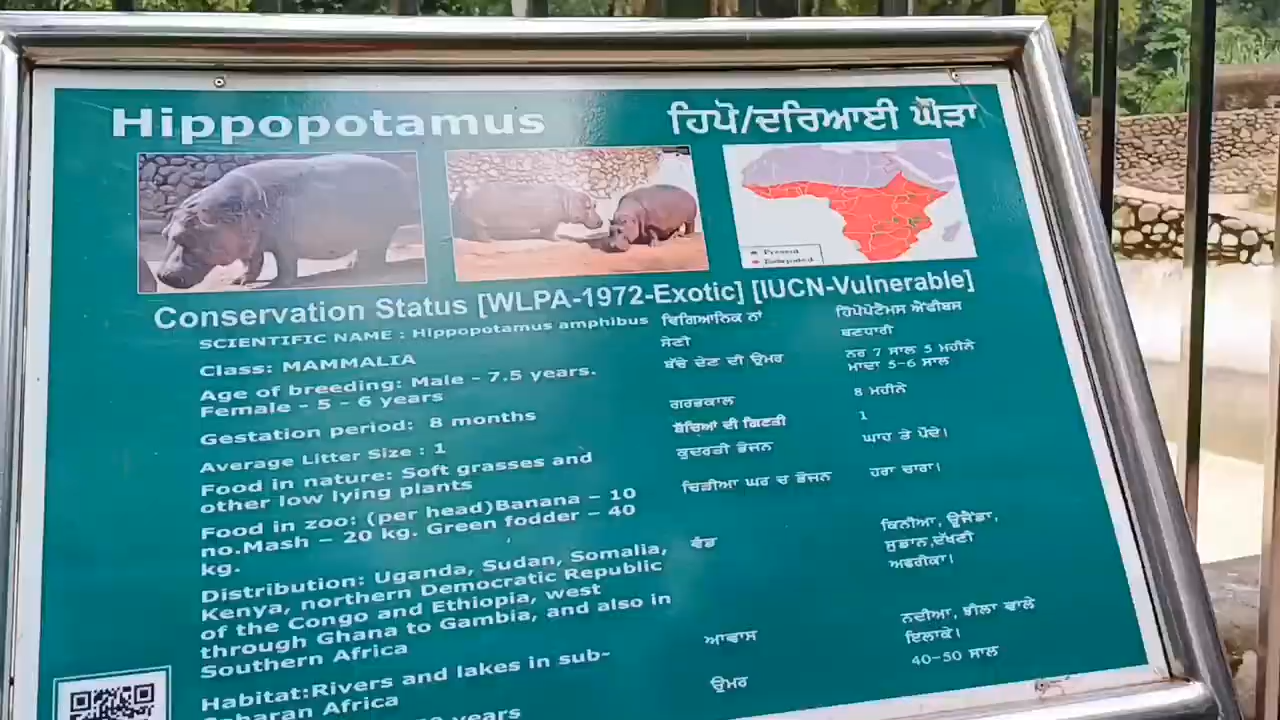 Hippopotamus
ਹਿਪੋ/ਦਰਿਆਈ ਘੌੜਾ
Present
Conservation Status [WLPA-1972-Exotic] [IUCN-Vulnerable]
SCIENTIFIC NAME : Hippopotamus amphibus
Class: MAMMALIA
Age of breeding: Male – 7.5 years.
Female – 5 – 6 years
Gestation period: 8 months
Average Litter Size : 1
Food in nature: Soft grasses and
other low lying plants
Food in zoo: (per head)Banana – 10
no.Mash – 20 kg. Green fodder – 40
kg.
Distribution: Uganda, Sudan, Somalia,
Kenya, northern Democratic Republic
of the Congo and Ethiopia, west
through Ghana to Gambia, and also in
Southern Africa
Habitat:Rivers and lakes in sub-
Saharan Africa
years
ਵਿਗਿਆਨਿਕ ਨਾਂ ਹਿਪੋਪੋਟੈਮਸ ਐਂਫੀਬਸ
ਸ਼ੇਣੀ ਥਣਧਾਰੀ
ਬੱਚੇ ਦੇਣ ਦੀ ਉਮਰ ਨਰ 7 ਸਾਲ 5 ਮਹੀਨੇ
ਮਾਦਾ 5-6 ਸਾਲ
ਗਰਭਕਾਲ 8 ਮਹੀਨੇ
ਬੱਚਿਆਂ ਦੀ ਗਿਣਤੀ 1
ਕੁਦਰਤੀ ਭੋਜਨ ਘਾਹ ਤੇ ਪੌਦੇ।
ਚਿੜੀਆ ਘਰ ਚ ਭੋਜਨ ਹਰਾ ਚਾਰਾ।
ਵੰਡ ਕਿਨੀਆ, ਊਜੈਂਡਾ,
ਸੁਡਾਨ,ਦੱਖਣੀ
ਅਫਰੀਕਾ।
ਆਵਾਸ ਨਦੀਆ, ਝੀਲਾ ਵਾਲੇ
ਇਲਾਕੇ।
ਉਮਰ 40-50 ਸਾਲ